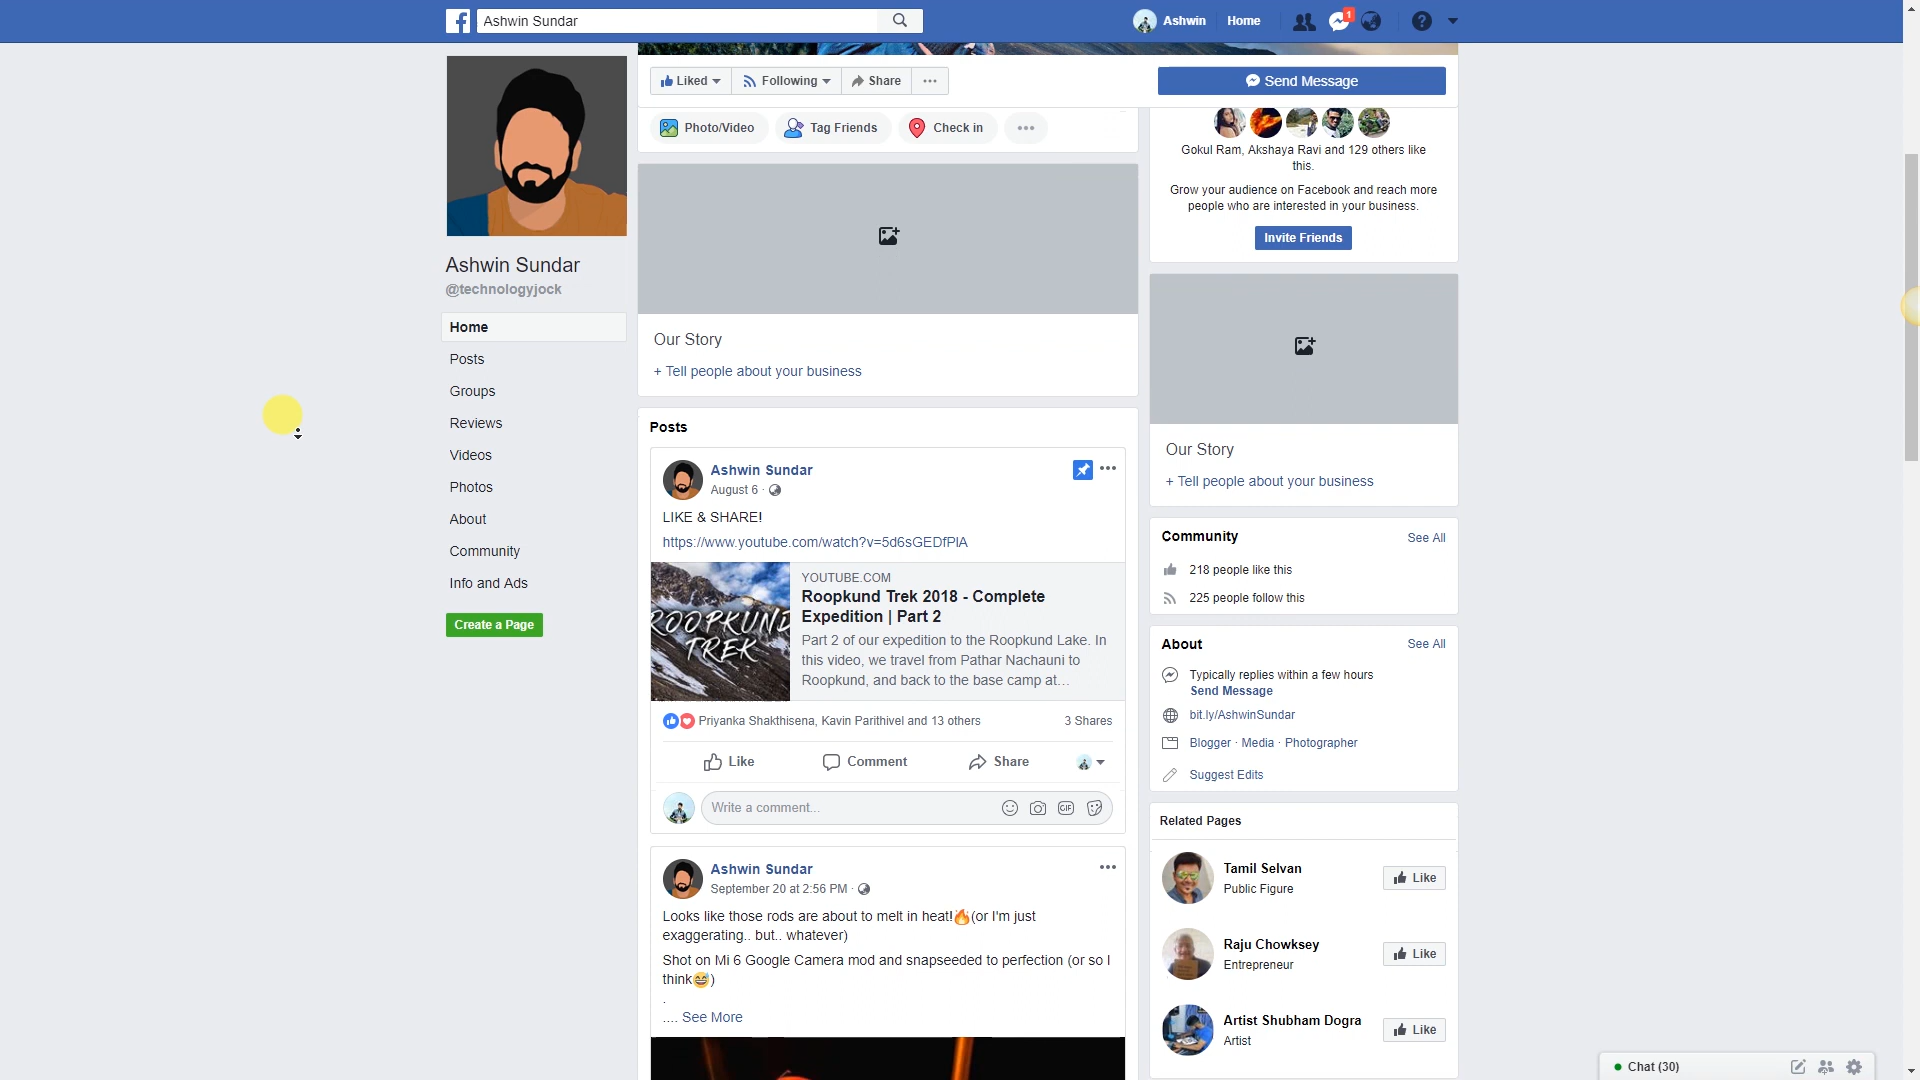 Ashwin Sundar
Ashwin
Home
1
Liked
Following
Share
Send Message
Photo/Video
Tag Friends
Check in
Ashwin Sundar
@technologyjock
Home
Posts
Groups
Reviews
Videos
Photos
About
Community
Info and Ads
Create a Page
Our Story
+ Tell people about your business
Posts
Ashwin Sundar
August 6 ·
LIKE & SHARE!
https://www.youtube.com/watch?v=5d6sGEDfPIA
ROOPKUND
TREK
YOUTUBE.COM
Roopkund Trek 2018 - Complete
Expedition | Part 2
Part 2 of our expedition to the Roopkund Lake. In
this video, we travel from Pathar Nachauni to
Roopkund, and back to the base camp at...
Priyanka Shakthisena, Kavin Parithivel and 13 others
3 Shares
Like
Comment
Share
Write a comment...
GIF
Ashwin Sundar
September 20 at 2:56 PM ·
Looks like those rods are about to melt in heat!🔥(or I'm just
exaggerating.. but.. whatever)
Shot on Mi 6 Google Camera mod and snapseeded to perfection (or so I
think😅)
.
.... See More
Gokul Ram, Akshaya Ravi and 129 others like
this.
Grow your audience on Facebook and reach more
people who are interested in your business.
Invite Friends
Our Story
+ Tell people about your business
Community
See All
218 people like this
225 people follow this
About
See All
Typically replies within a few hours
Send Message
bit.ly/AshwinSundar
Blogger · Media · Photographer
Suggest Edits
Related Pages
Tamil Selvan
Public Figure
Like
Raju Chowksey
Entrepreneur
Like
Artist Shubham Dogra
Artist
Like
Chat (30)